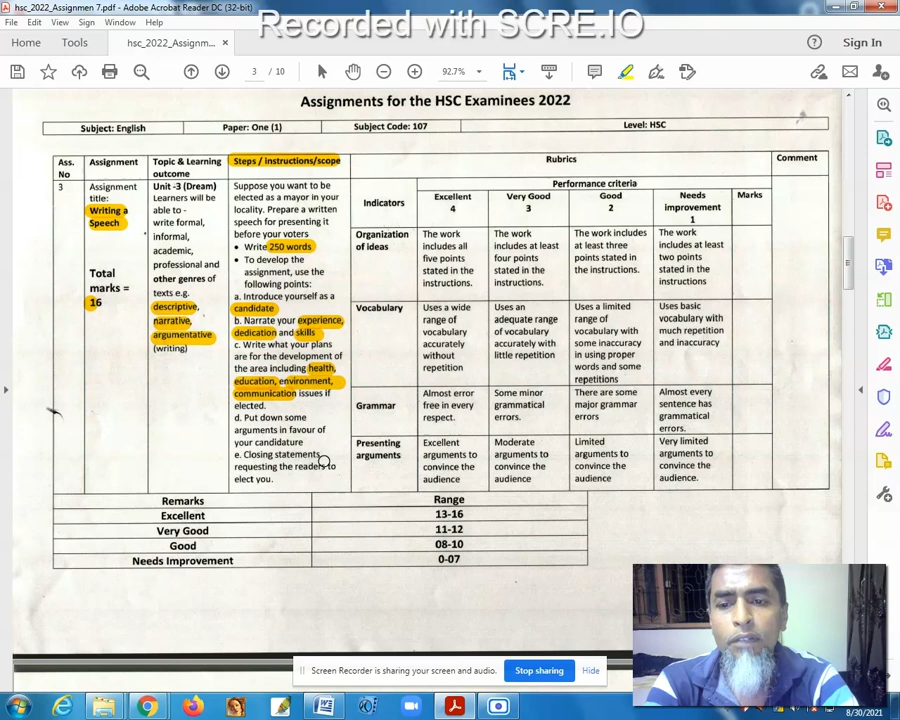 hsc_2022_Assignmen 7.pdf - Adobe Acrobat Reader DC (32-bit)
Recorded with SCRE.IO
File Edit View Sign Window Help
Home Tools hsc_2022_Assignm... × Sign In
3 / 10 92.7%
Assignments for the HSC Examinees 2022
Subject: English Paper: One (1) Subject Code: 107 Level: HSC
Ass. No
Assignment
Topic & Learning outcome
Steps / instructions/scope
Rubrics
Comment
3
Assignment
title:
Writing a
Speech
Total
marks =
16
Unit -3 (Dream)
Learners will be
able to -
write formal,
informal,
academic,
professional and
other genres of
texts e.g.
descriptive,
narrative,
argumentative
(writing)
Suppose you want to be
elected as a mayor in your
locality. Prepare a written
speech for presenting it
before your voters
• Write 250 words
• To develop the
assignment, use the
following points:
a. Introduce yourself as a
candidate
b. Narrate your experience,
dedication and skills
c. Write what your plans
are for the development of
the area including health,
education, environment,
communication issues if
elected.
d. Put down some
arguments in favour of
your candidature
e. Closing statements
requesting the readers to
elect you.
Indicators
Performance criteria
Excellent
4
Very Good
3
Good
2
Needs
improvement
1
Marks
Organization
of ideas
The work
includes all
five points
stated in the
instructions.
The work
includes at least
four points
stated in the
instructions.
The work includes
at least three
points stated in
the instructions.
The work
includes at least
two points
stated in the
instructions
Vocabulary
Uses a wide
range of
vocabulary
accurately
without
repetition
Uses an
adequate range
of vocabulary
accurately with
little repetition
Uses a limited
range of
vocabulary with
some inaccuracy
in using proper
words and some
repetitions
Uses basic
vocabulary with
much repetition
and inaccuracy
Grammar
Almost error
free in every
respect.
Some minor
grammatical
errors.
There are some
major grammar
errors
Almost every
sentence has
grammatical
errors.
Presenting
arguments
Excellent
arguments to
convince the
audience
Moderate
arguments to
convince the
audience
Limited
arguments to
convince the
audience
Very limited
arguments to
convince the
audience.
Remarks Range
Excellent 13-16
Very Good 11-12
Good 08-10
Needs Improvement 0-07
Screen Recorder is sharing your screen and audio. Stop sharing Hide
8/30/2021